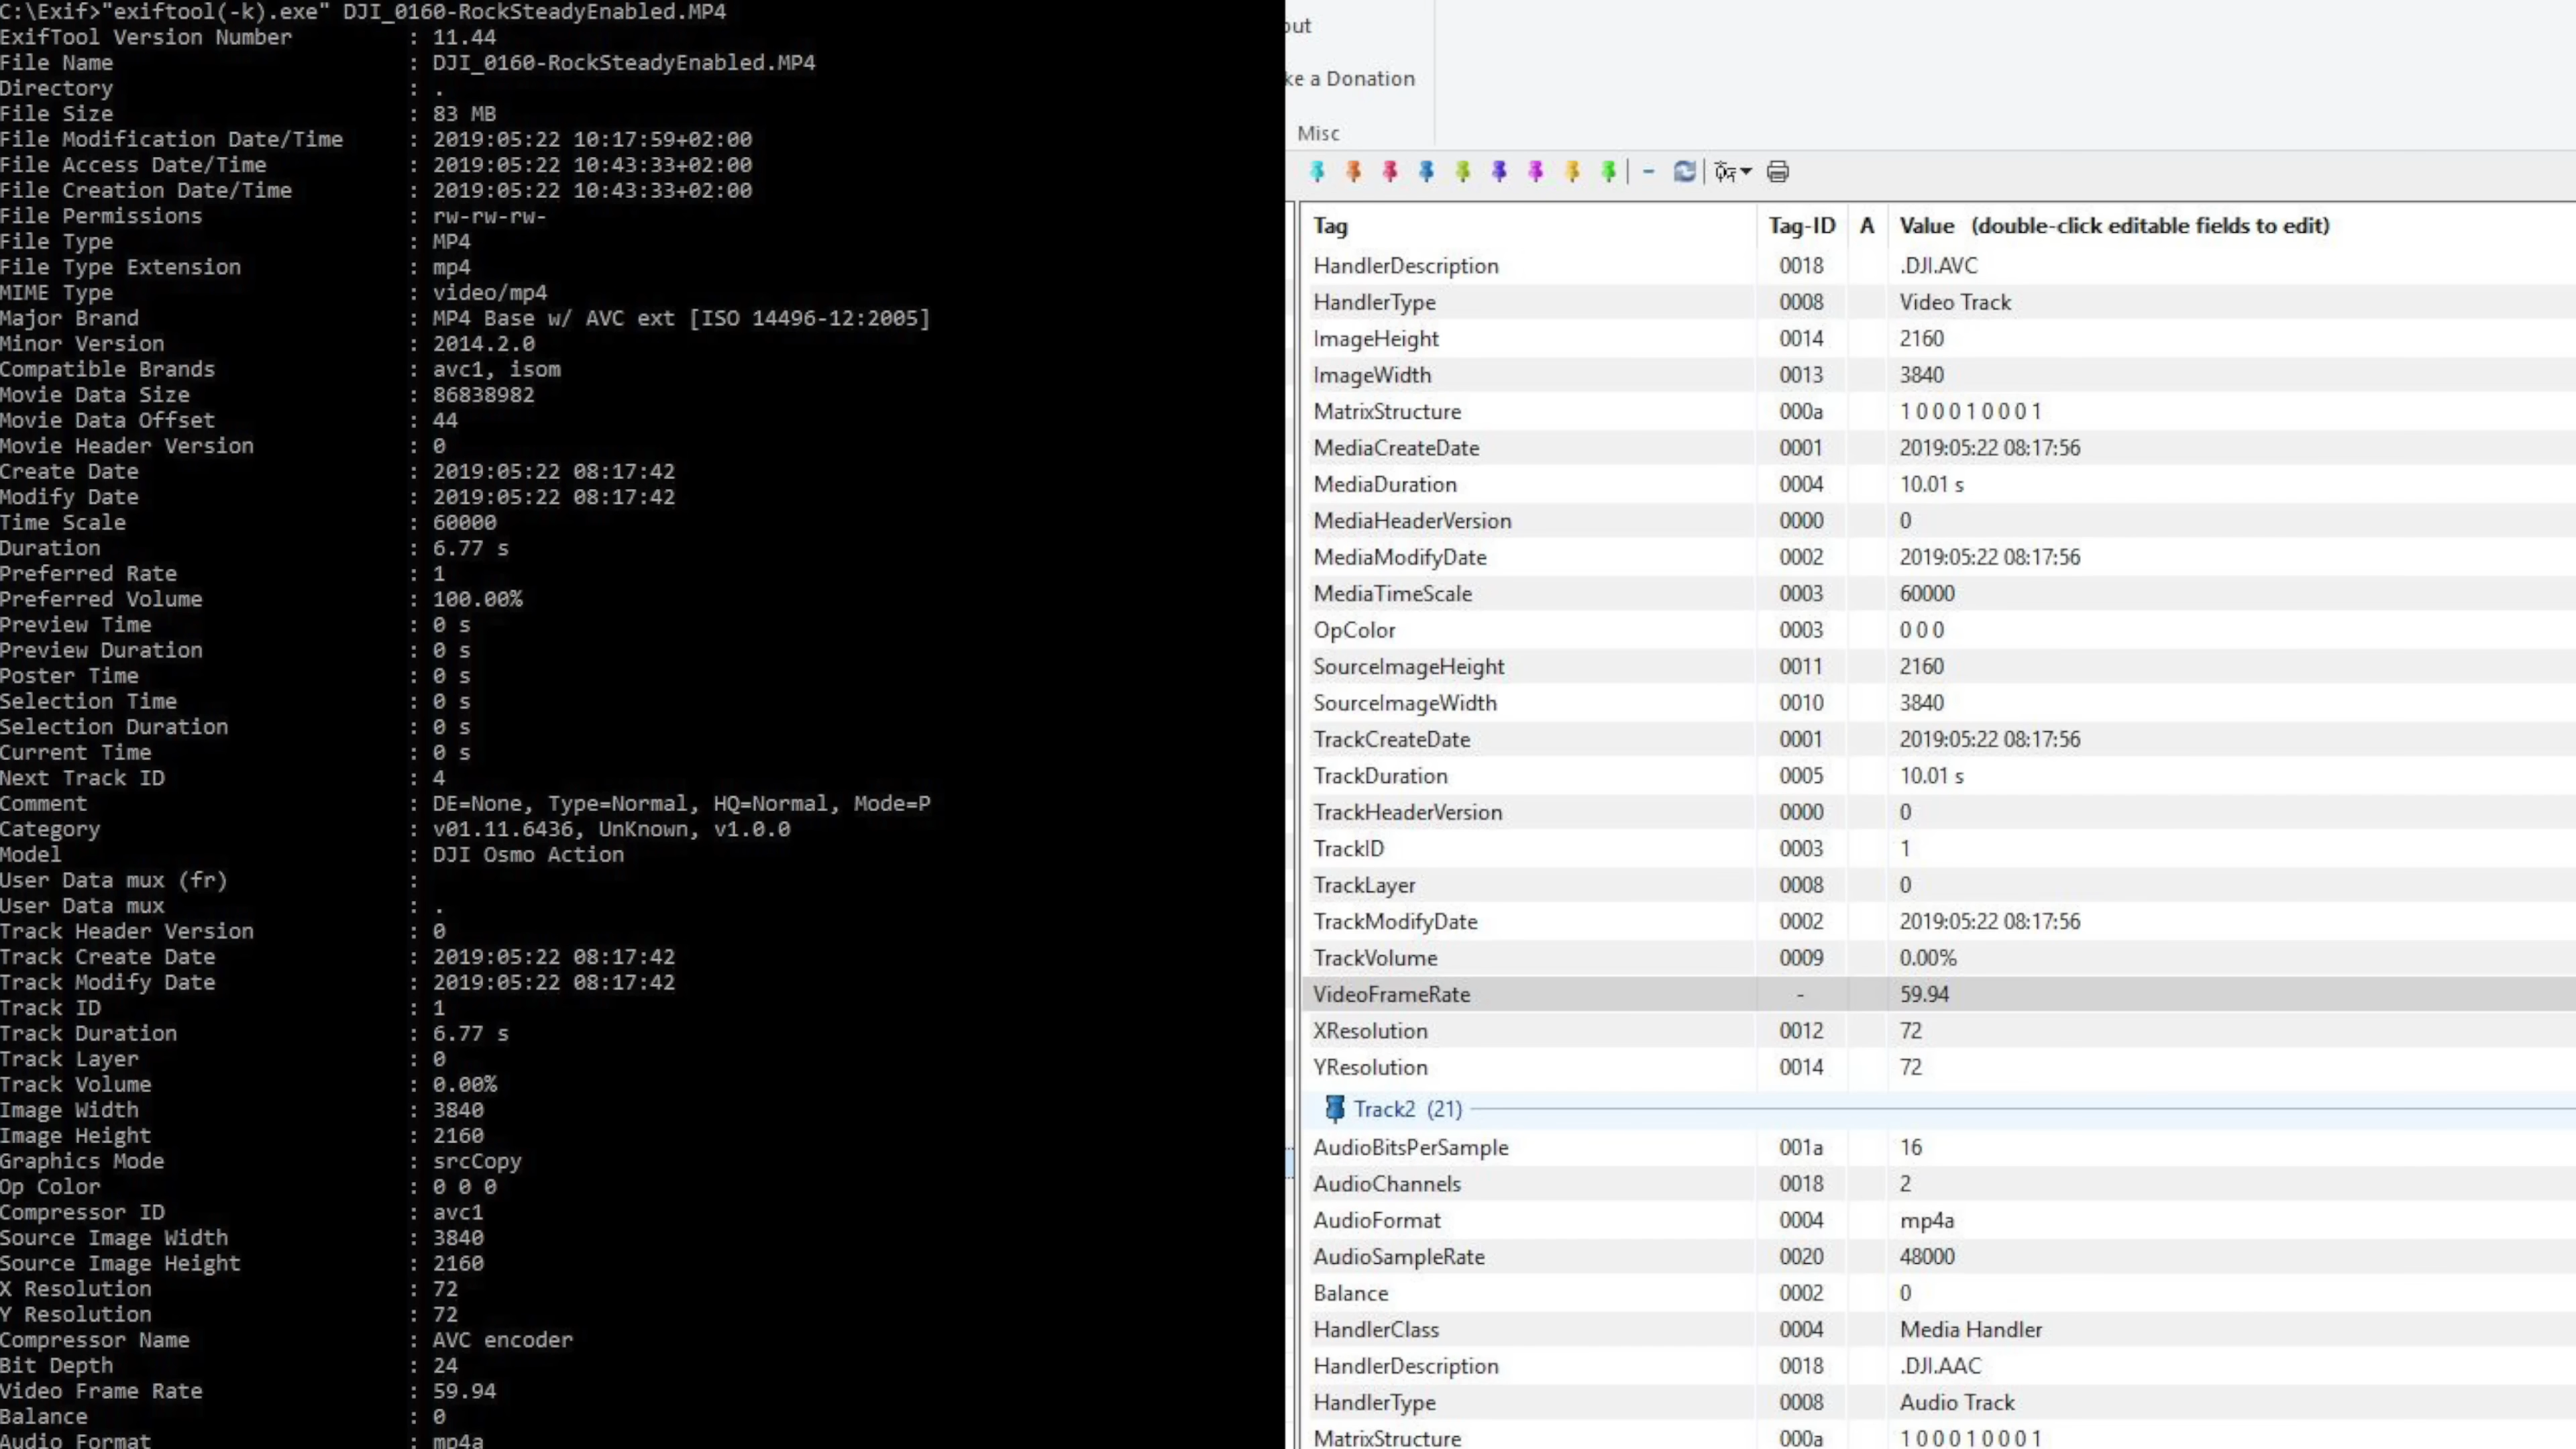 C:\Exif>"exiftool(-k).exe" DJI_0160-RockSteadyEnabled.MP4
ExifTool Version Number : 11.44
File Name : DJI_0160-RockSteadyEnabled.MP4
Directory : .
File Size : 83 MB
File Modification Date/Time : 2019:05:22 10:17:59+02:00
File Access Date/Time : 2019:05:22 10:43:33+02:00
File Creation Date/Time : 2019:05:22 10:43:33+02:00
File Permissions : rw-rw-rw-
File Type : MP4
File Type Extension : mp4
MIME Type : video/mp4
Major Brand : MP4 Base w/ AVC ext [ISO 14496-12:2005]
Minor Version : 2014.2.0
Compatible Brands : avc1, isom
Movie Data Size : 86838982
Movie Data Offset : 44
Movie Header Version : 0
Create Date : 2019:05:22 08:17:42
Modify Date : 2019:05:22 08:17:42
Time Scale : 60000
Duration : 6.77 s
Preferred Rate : 1
Preferred Volume : 100.00%
Preview Time : 0 s
Preview Duration : 0 s
Poster Time : 0 s
Selection Time : 0 s
Selection Duration : 0 s
Current Time : 0 s
Next Track ID : 4
Comment : DE=None, Type=Normal, HQ=Normal, Mode=P
Category : v01.11.6436, UnKnown, v1.0.0
Model : DJI Osmo Action
User Data mux (fr) :
User Data mux : .
Track Header Version : 0
Track Create Date : 2019:05:22 08:17:42
Track Modify Date : 2019:05:22 08:17:42
Track ID : 1
Track Duration : 6.77 s
Track Layer : 0
Track Volume : 0.00%
Image Width : 3840
Image Height : 2160
Graphics Mode : srcCopy
Op Color : 0 0 0
Compressor ID : avc1
Source Image Width : 3840
Source Image Height : 2160
X Resolution : 72
Y Resolution : 72
Compressor Name : AVC encoder
Bit Depth : 24
Video Frame Rate : 59.94
Balance : 0
Audio Format : mp4a
out
ke a Donation
Misc
Tag Tag-ID A Value (double-click editable fields to edit)
HandlerDescription 0018 .DJI.AVC
HandlerType 0008 Video Track
ImageHeight 0014 2160
ImageWidth 0013 3840
MatrixStructure 000a 1 0 0 0 1 0 0 0 1
MediaCreateDate 0001 2019:05:22 08:17:56
MediaDuration 0004 10.01 s
MediaHeaderVersion 0000 0
MediaModifyDate 0002 2019:05:22 08:17:56
MediaTimeScale 0003 60000
OpColor 0003 0 0 0
SourceImageHeight 0011 2160
SourceImageWidth 0010 3840
TrackCreateDate 0001 2019:05:22 08:17:56
TrackDuration 0005 10.01 s
TrackHeaderVersion 0000 0
TrackID 0003 1
TrackLayer 0008 0
TrackModifyDate 0002 2019:05:22 08:17:56
TrackVolume 0009 0.00%
VideoFrameRate - 59.94
XResolution 0012 72
YResolution 0014 72
Track2 (21)
AudioBitsPerSample 001a 16
AudioChannels 0018 2
AudioFormat 0004 mp4a
AudioSampleRate 0020 48000
Balance 0002 0
HandlerClass 0004 Media Handler
HandlerDescription 0018 .DJI.AAC
HandlerType 0008 Audio Track
MatrixStructure 000a 1 0 0 0 1 0 0 0 1